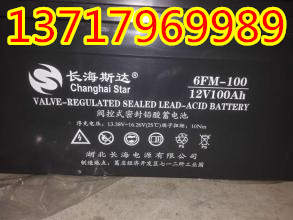 13717969989
长海斯达
Changhai Star
6FM-100
12V100Ah
VALVE-REGULATED SEALED LEAD-ACID BATTERY
阀控式密封铅酸蓄电池
湖北长海电源有限公司